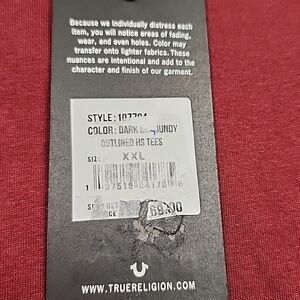 Because we individually distress each
item, you will notice areas of fading,
wear, and even holes. Color may
transfer onto lighter fabrics. These
nuances are intentional and add to the
character and finish of our garment.
STYLE:
COLOR: DARK
OUTLINED HS TEES
XXL
WWW.TRUERELIGION.COM